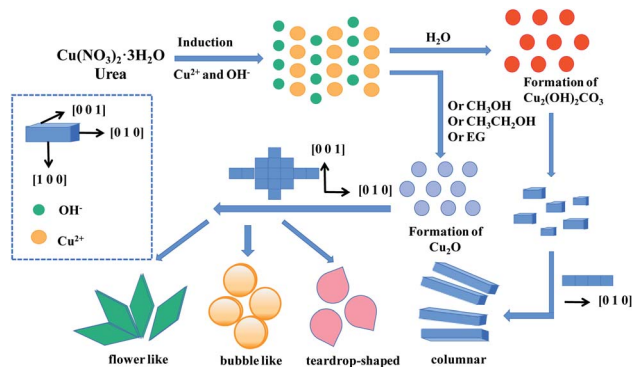 Cu(NO₃)₂·3H₂O
Urea
Induction
Cu²⁺ and OH⁻
H₂O
Formation of
Cu₂(OH)₂CO₃
Or CH₃OH
Or CH₃CH₂OH
Or EG
[0 0 1]
[0 1 0]
[1 0 0]
OH⁻
Cu²⁺
[0 0 1]
[0 1 0]
Formation of
Cu₂O
[0 1 0]
flower like
bubble like
teardrop-shaped
columnar